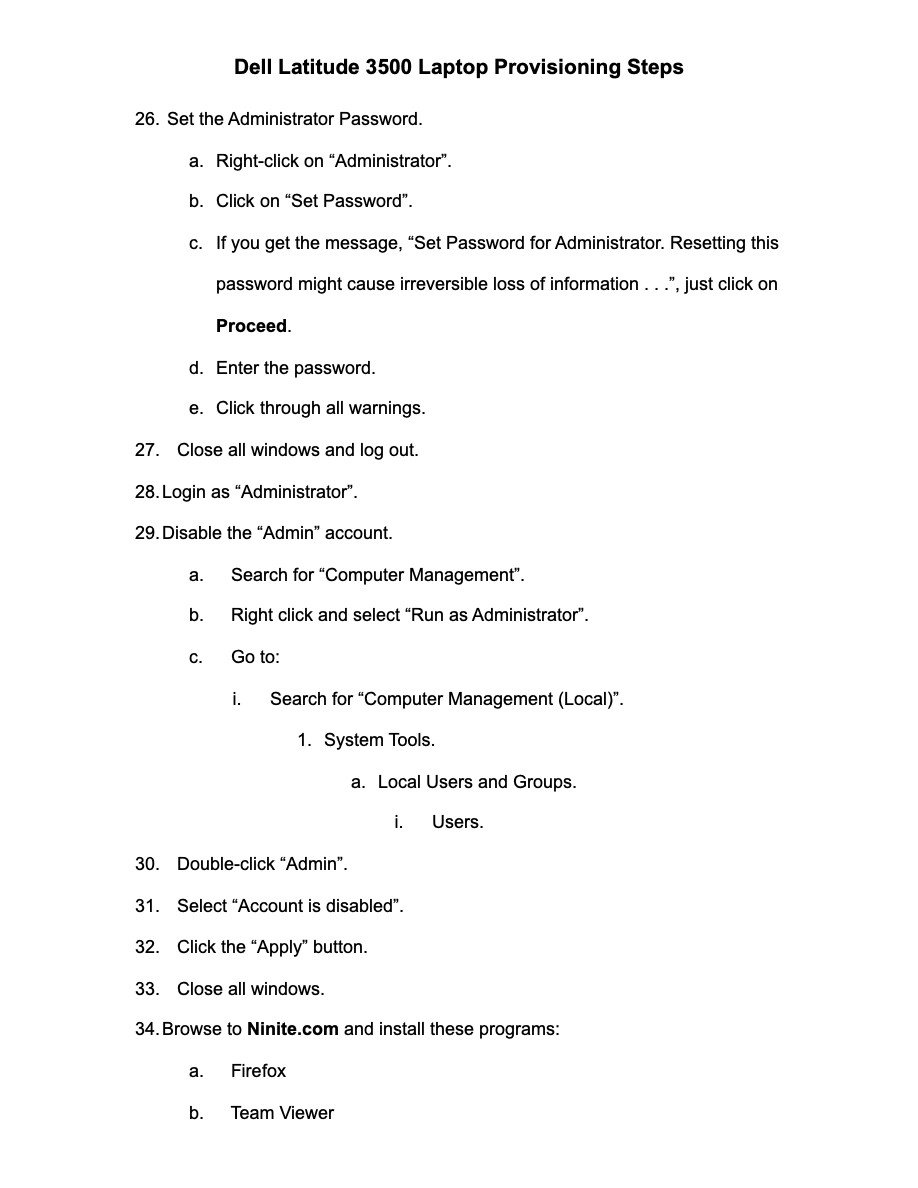 Dell Latitude 3500 Laptop Provisioning Steps
26. Set the Administrator Password.
a. Right-click on “Administrator”.
b. Click on “Set Password”.
c. If you get the message, “Set Password for Administrator. Resetting this
password might cause irreversible loss of information . . .”, just click on
Proceed.
d. Enter the password.
e. Click through all warnings.
27. Close all windows and log out.
28. Login as “Administrator”.
29. Disable the “Admin” account.
a. Search for “Computer Management”.
b. Right click and select “Run as Administrator”.
c. Go to:
i. Search for “Computer Management (Local)”.
1. System Tools.
a. Local Users and Groups.
i. Users.
30. Double-click “Admin”.
31. Select “Account is disabled”.
32. Click the “Apply” button.
33. Close all windows.
34. Browse to Ninite.com and install these programs:
a. Firefox
b. Team Viewer